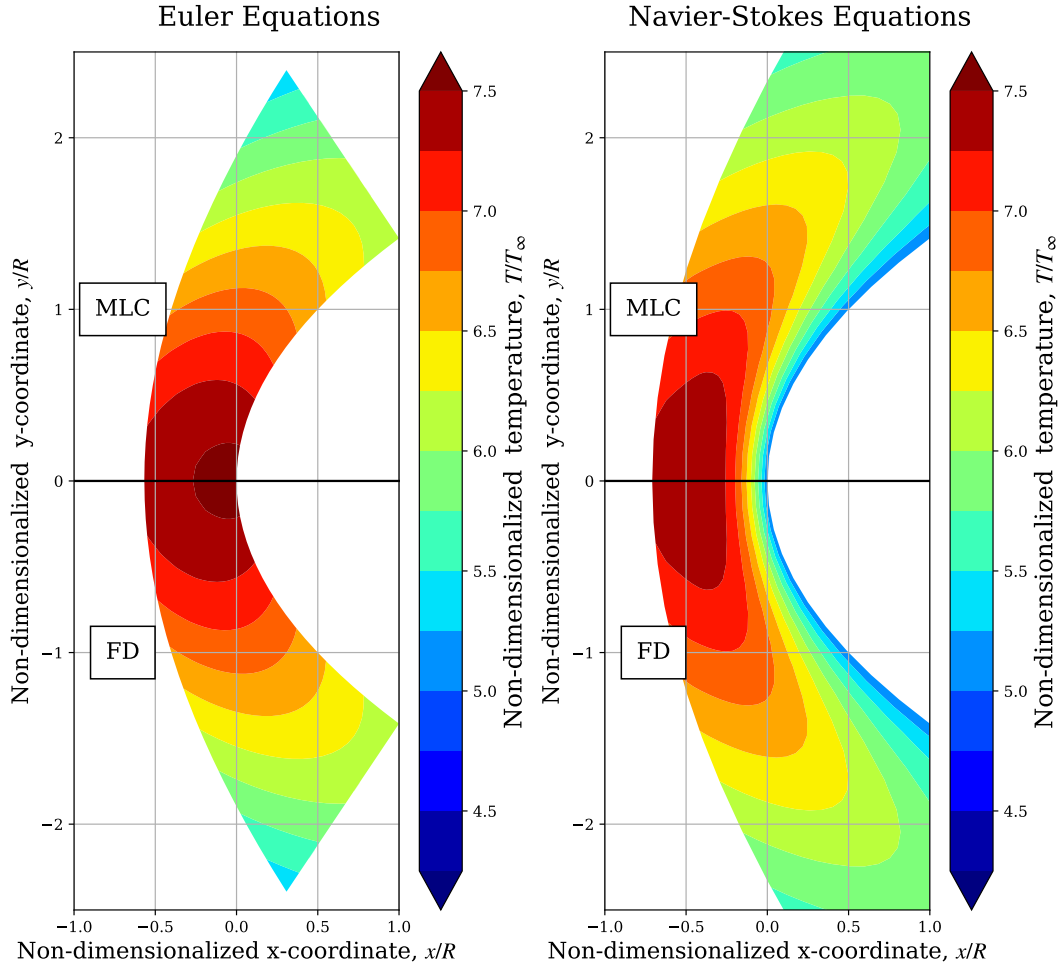 Euler Equations
Navier-Stokes Equations
Non-dimensionalized y-coordinate, y/R
2
1
0
−1
−2
MLC
FD
−1.0 −0.5 0.0 0.5 1.0
Non-dimensionalized x-coordinate, x/R
7.5
7.0
6.5
6.0
5.5
5.0
4.5
Non-dimensionalized temperature, T/T∞
Non-dimensionalized y-coordinate, y/R
2
1
0
−1
−2
MLC
FD
−1.0 −0.5 0.0 0.5 1.0
Non-dimensionalized x-coordinate, x/R
7.5
7.0
6.5
6.0
5.5
5.0
4.5
Non-dimensionalized temperature, T/T∞